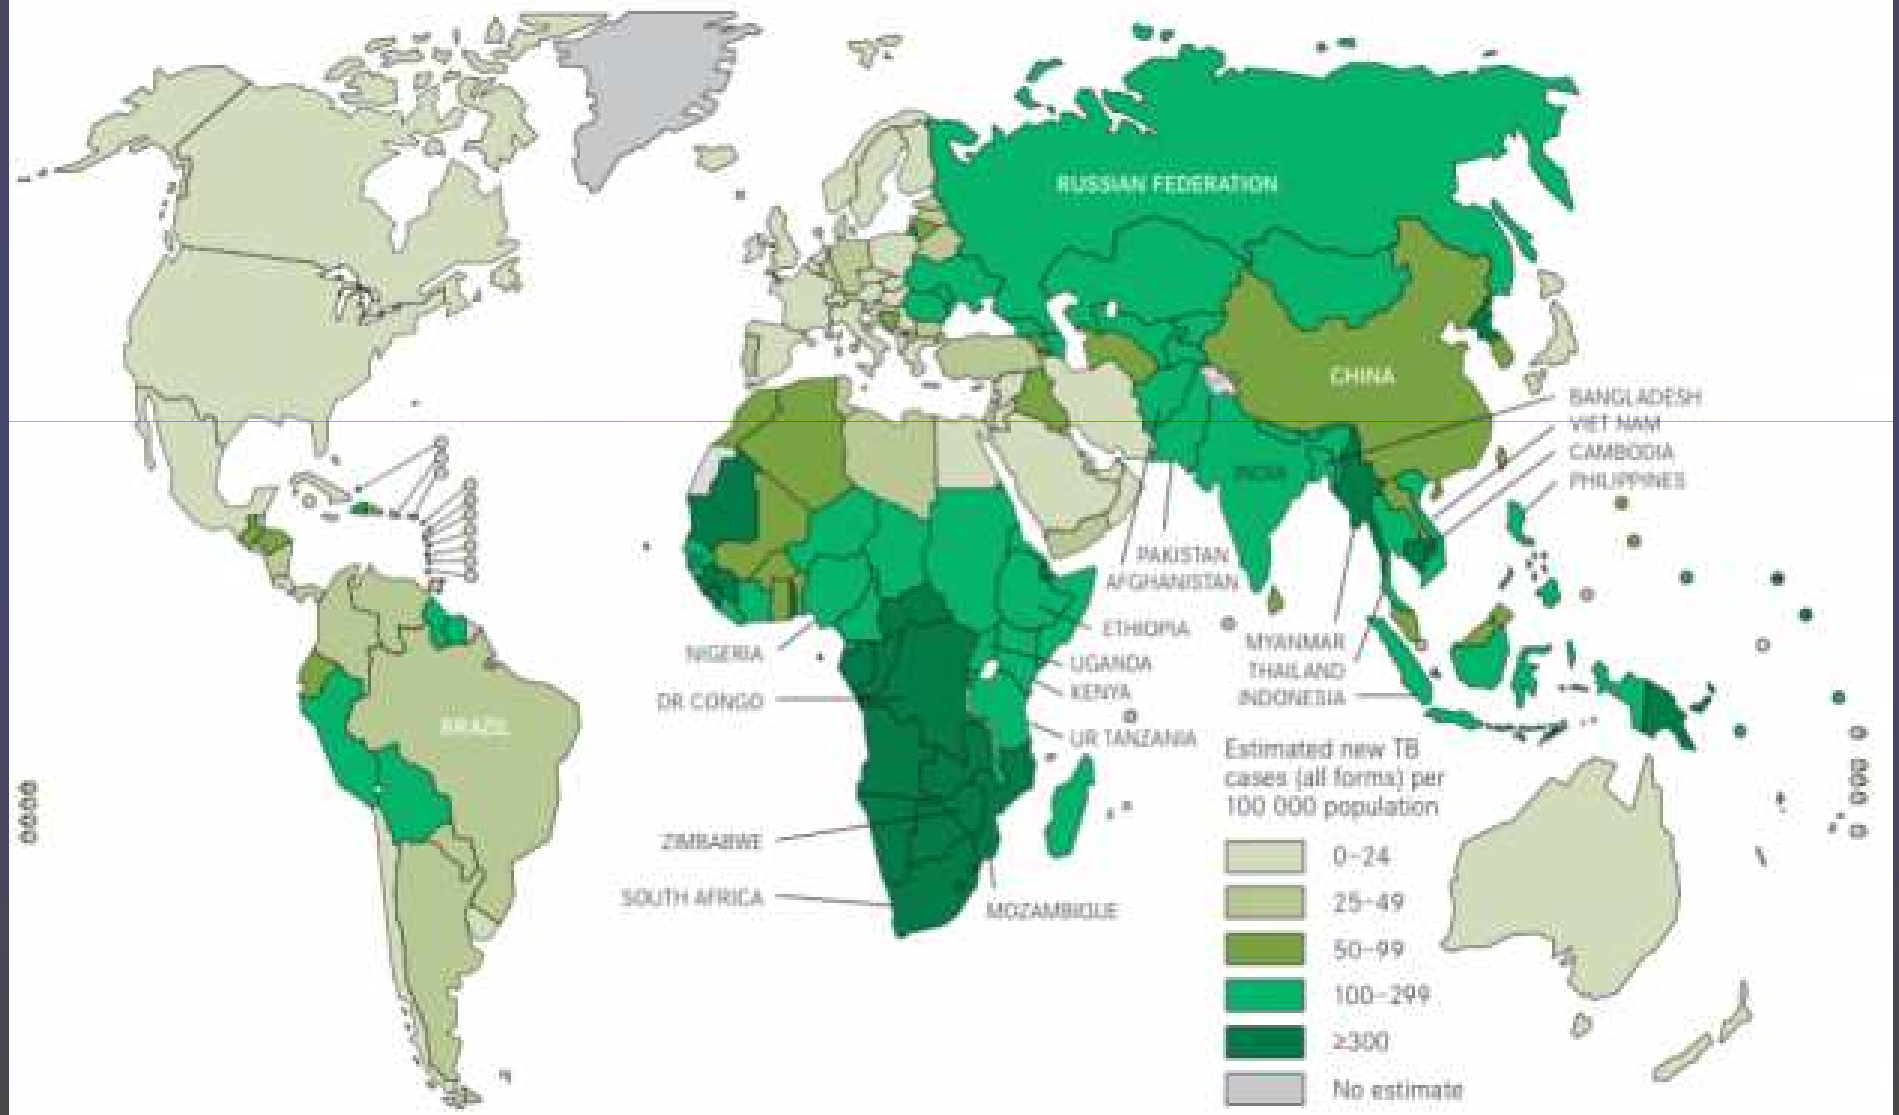 RUSSIAN FEDERATION
CHINA
BANGLADESH
VIET NAM
CAMBODIA
PHILIPPINES
INDIA
PAKISTAN
AFGHANISTAN
ETHIOPIA
NIGERIA
MYANMAR
UGANDA
THAILAND
KENYA
DR CONGO
INDONESIA
BRAZIL
UR TANZANIA
Estimated new TB
cases (all forms) per
100 000 population
ZIMBABWE
0–24
SOUTH AFRICA
25–49
MOZAMBIQUE
50–99
100–299
≥300
No estimate